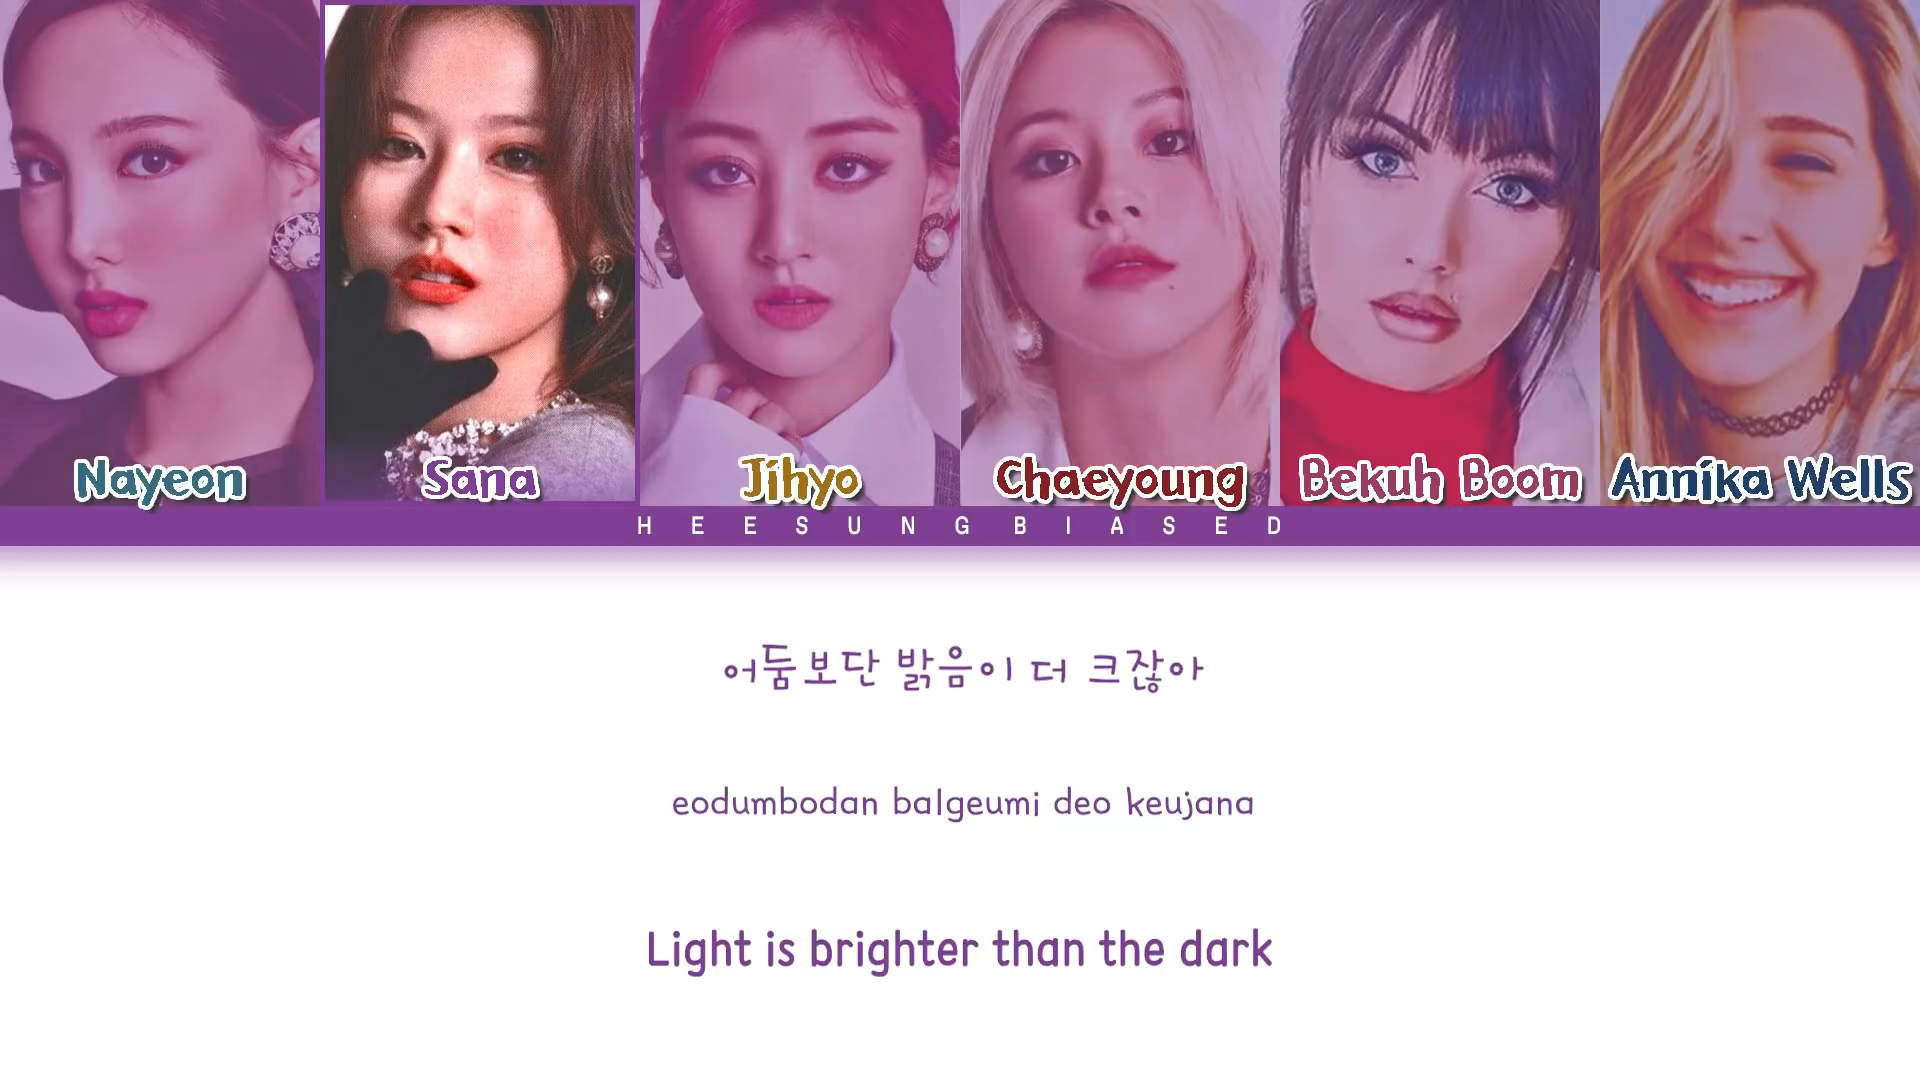 Nayeon
Sana
Jihyo
Chaeyoung
Bekuh Boom
Annika Wells
HEESUNGBIASED
어둠보단 밝음이 더 크잖아
eodumbodan balgeumi deo keujana
Light is brighter than the dark